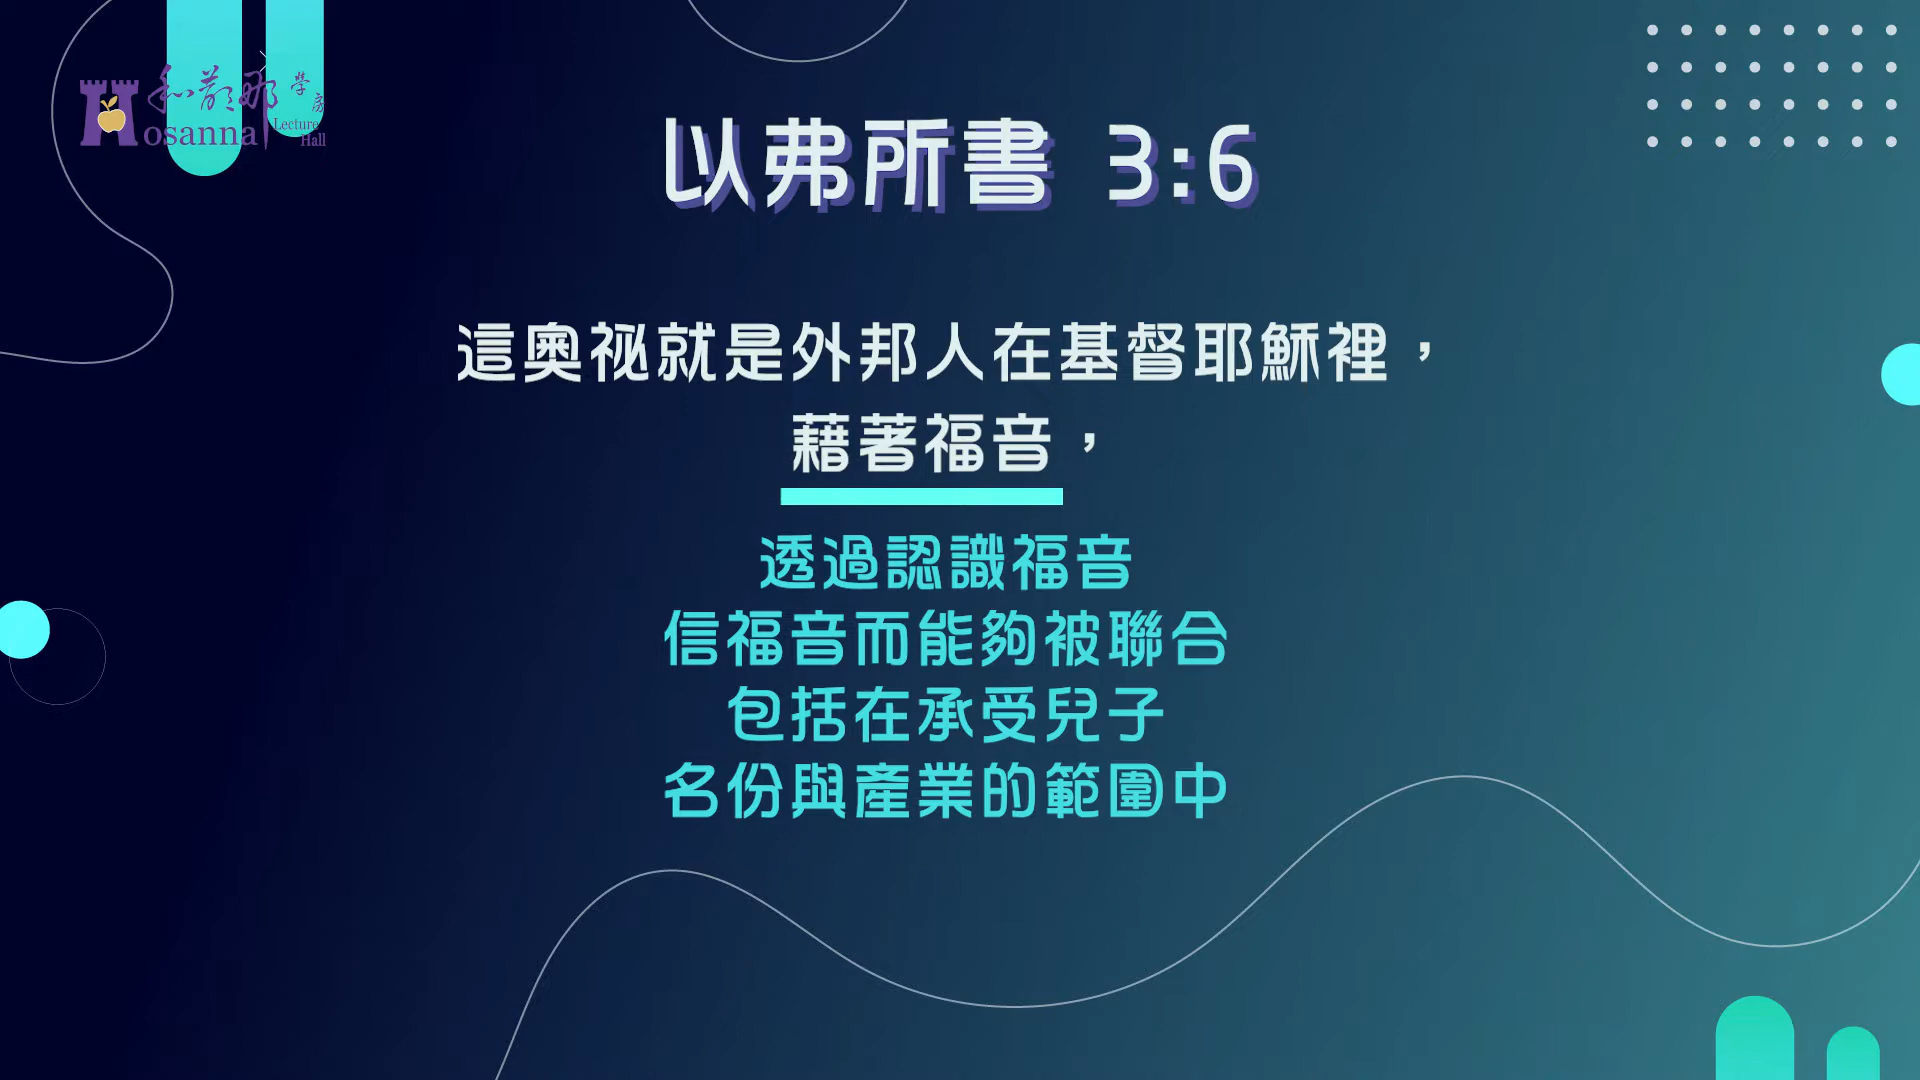 和散那學房
Hosanna Lecture Hall
以弗所書 3:6
這奧祕就是外邦人在基督耶穌裡，
藉著福音，
透過認識福音
信福音而能夠被聯合
包括在承受兒子
名份與產業的範圍中